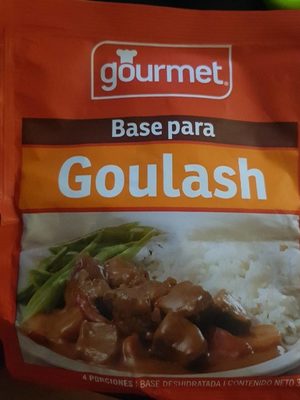 gourmet
Base para
Goulash
4 PORCIONES | BASE DESHIDRATADA | CONTENIDO NETO